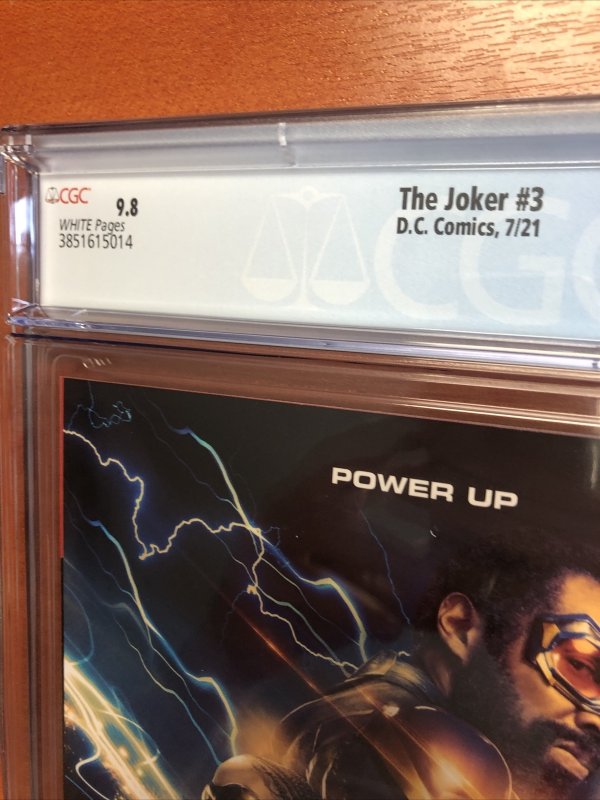 CGC 9.8
WHITE Pages
3851615014
The Joker #3
D.C. Comics, 7/21
CGC
POWER UP